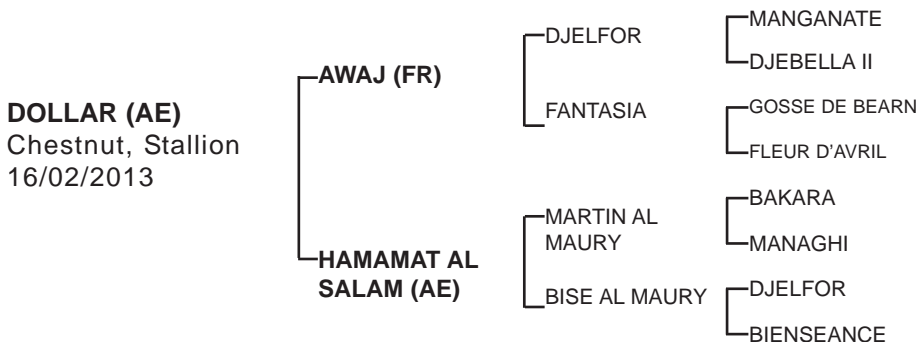 DOLLAR (AE)
Chestnut, Stallion
16/02/2013
AWAJ (FR)
HAMAMAT AL
SALAM (AE)
DJELFOR
FANTASIA
MARTIN AL
MAURY
BISE AL MAURY
MANGANATE
DJEBELLA II
GOSSE DE BEARN
FLEUR D'AVRIL
BAKARA
MANAGHI
DJELFOR
BIENSEANCE